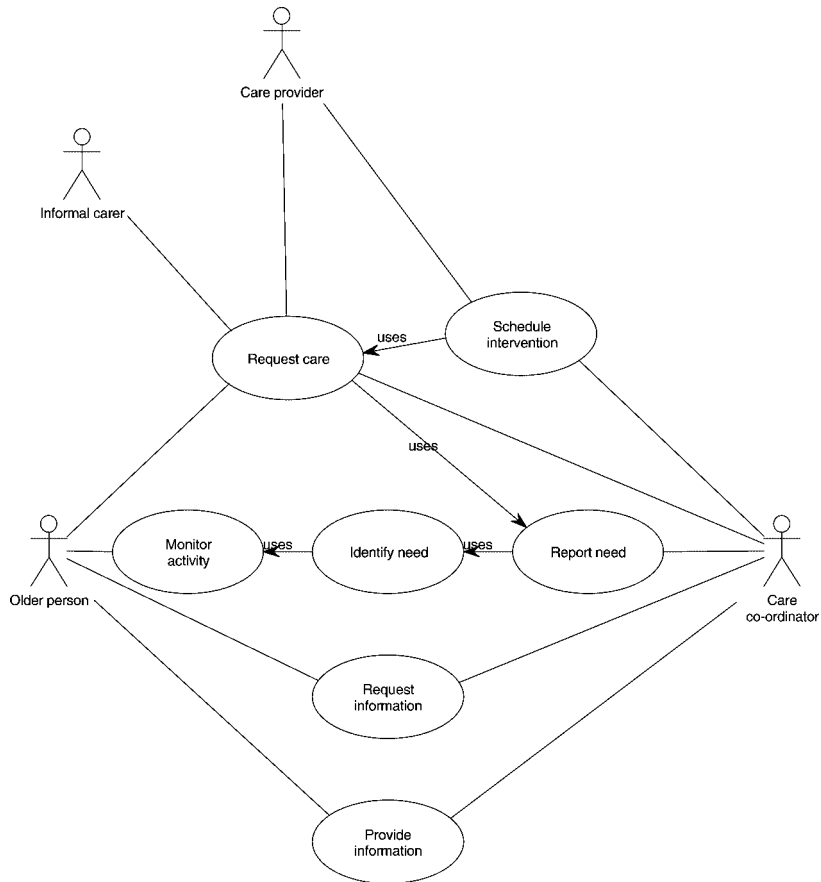 Care provider
Informal carer
Schedule
intervention
uses
Request care
uses
Monitor
activity
uses
Identify need
uses
Report need
Older person
Care
co-ordinator
Request
information
Provide
information